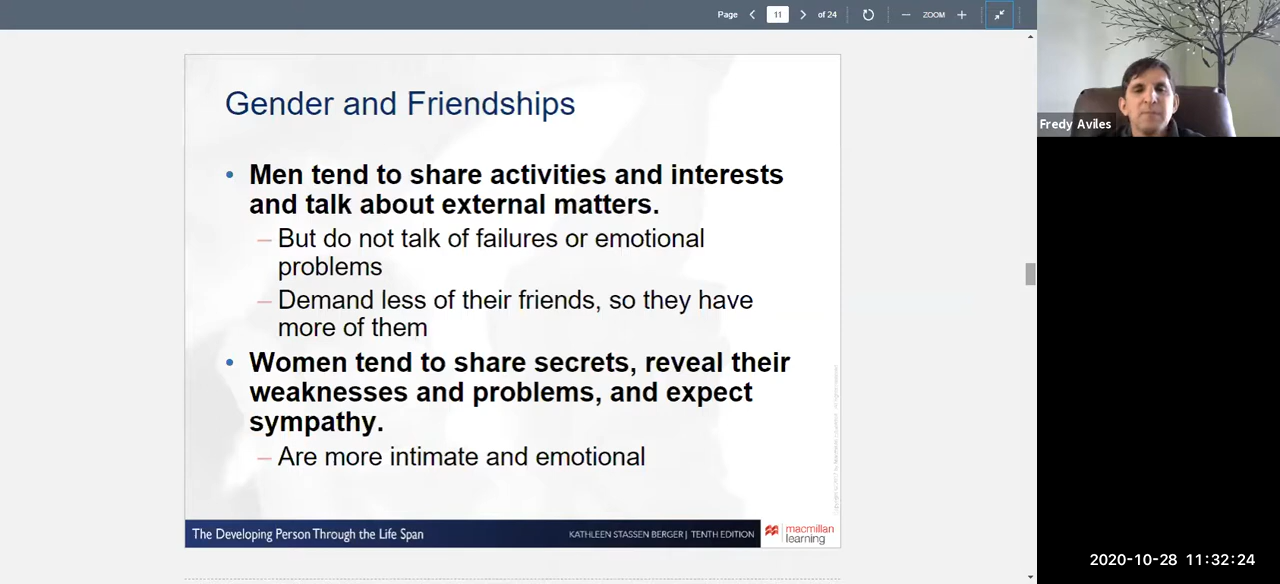 Page 11 of 24 ZOOM
Gender and Friendships
Fredy Aviles
• Men tend to share activities and interests
and talk about external matters.
– But do not talk of failures or emotional
problems
– Demand less of their friends, so they have
more of them
• Women tend to share secrets, reveal their
weaknesses and problems, and expect
sympathy.
– Are more intimate and emotional
The Developing Person Through the Life Span
KATHLEEN STASSEN BERGER | TENTH EDITION
macmillan
learning
2020-10-28 11:32:24